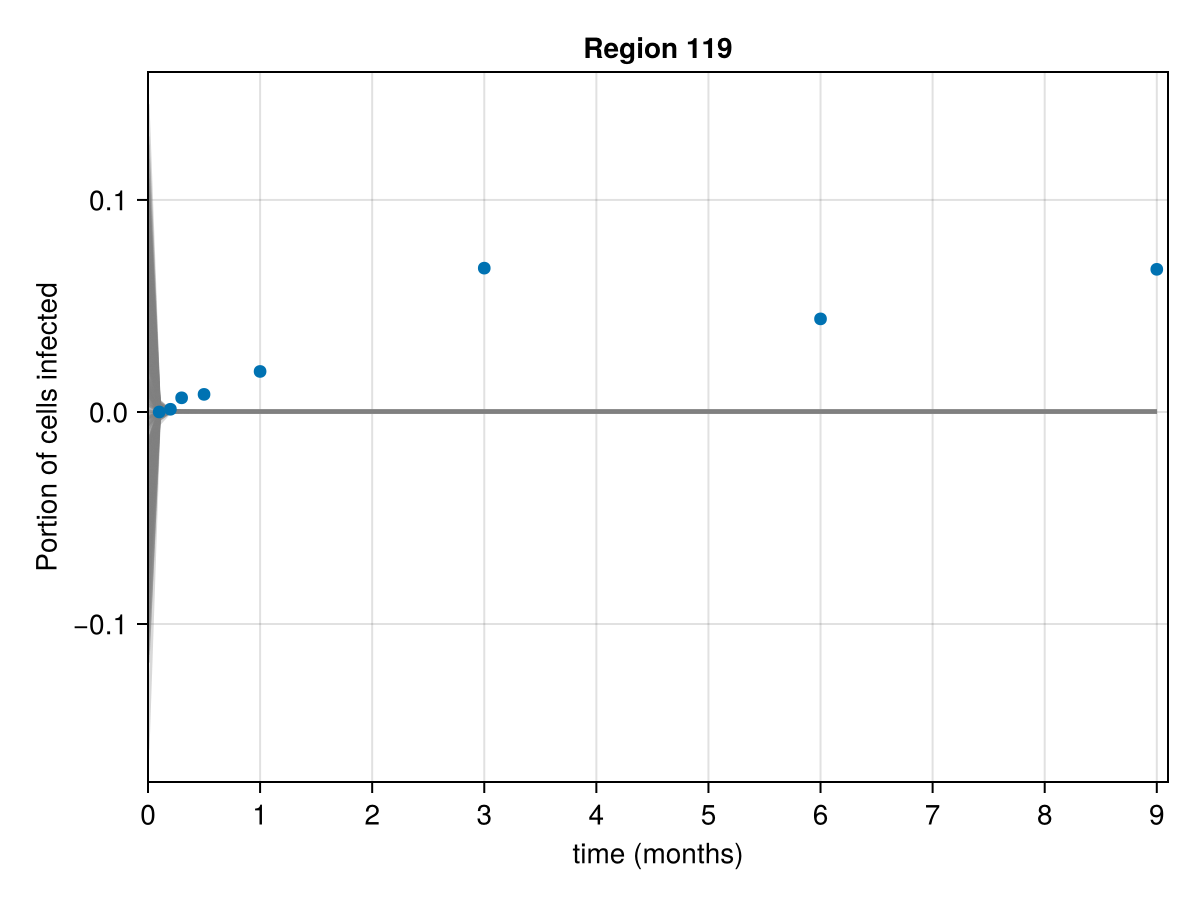 Region 119
Portion of cells infected
0.1
0.0
−0.1
0 1 2 3 4 5 6 7 8 9
time (months)